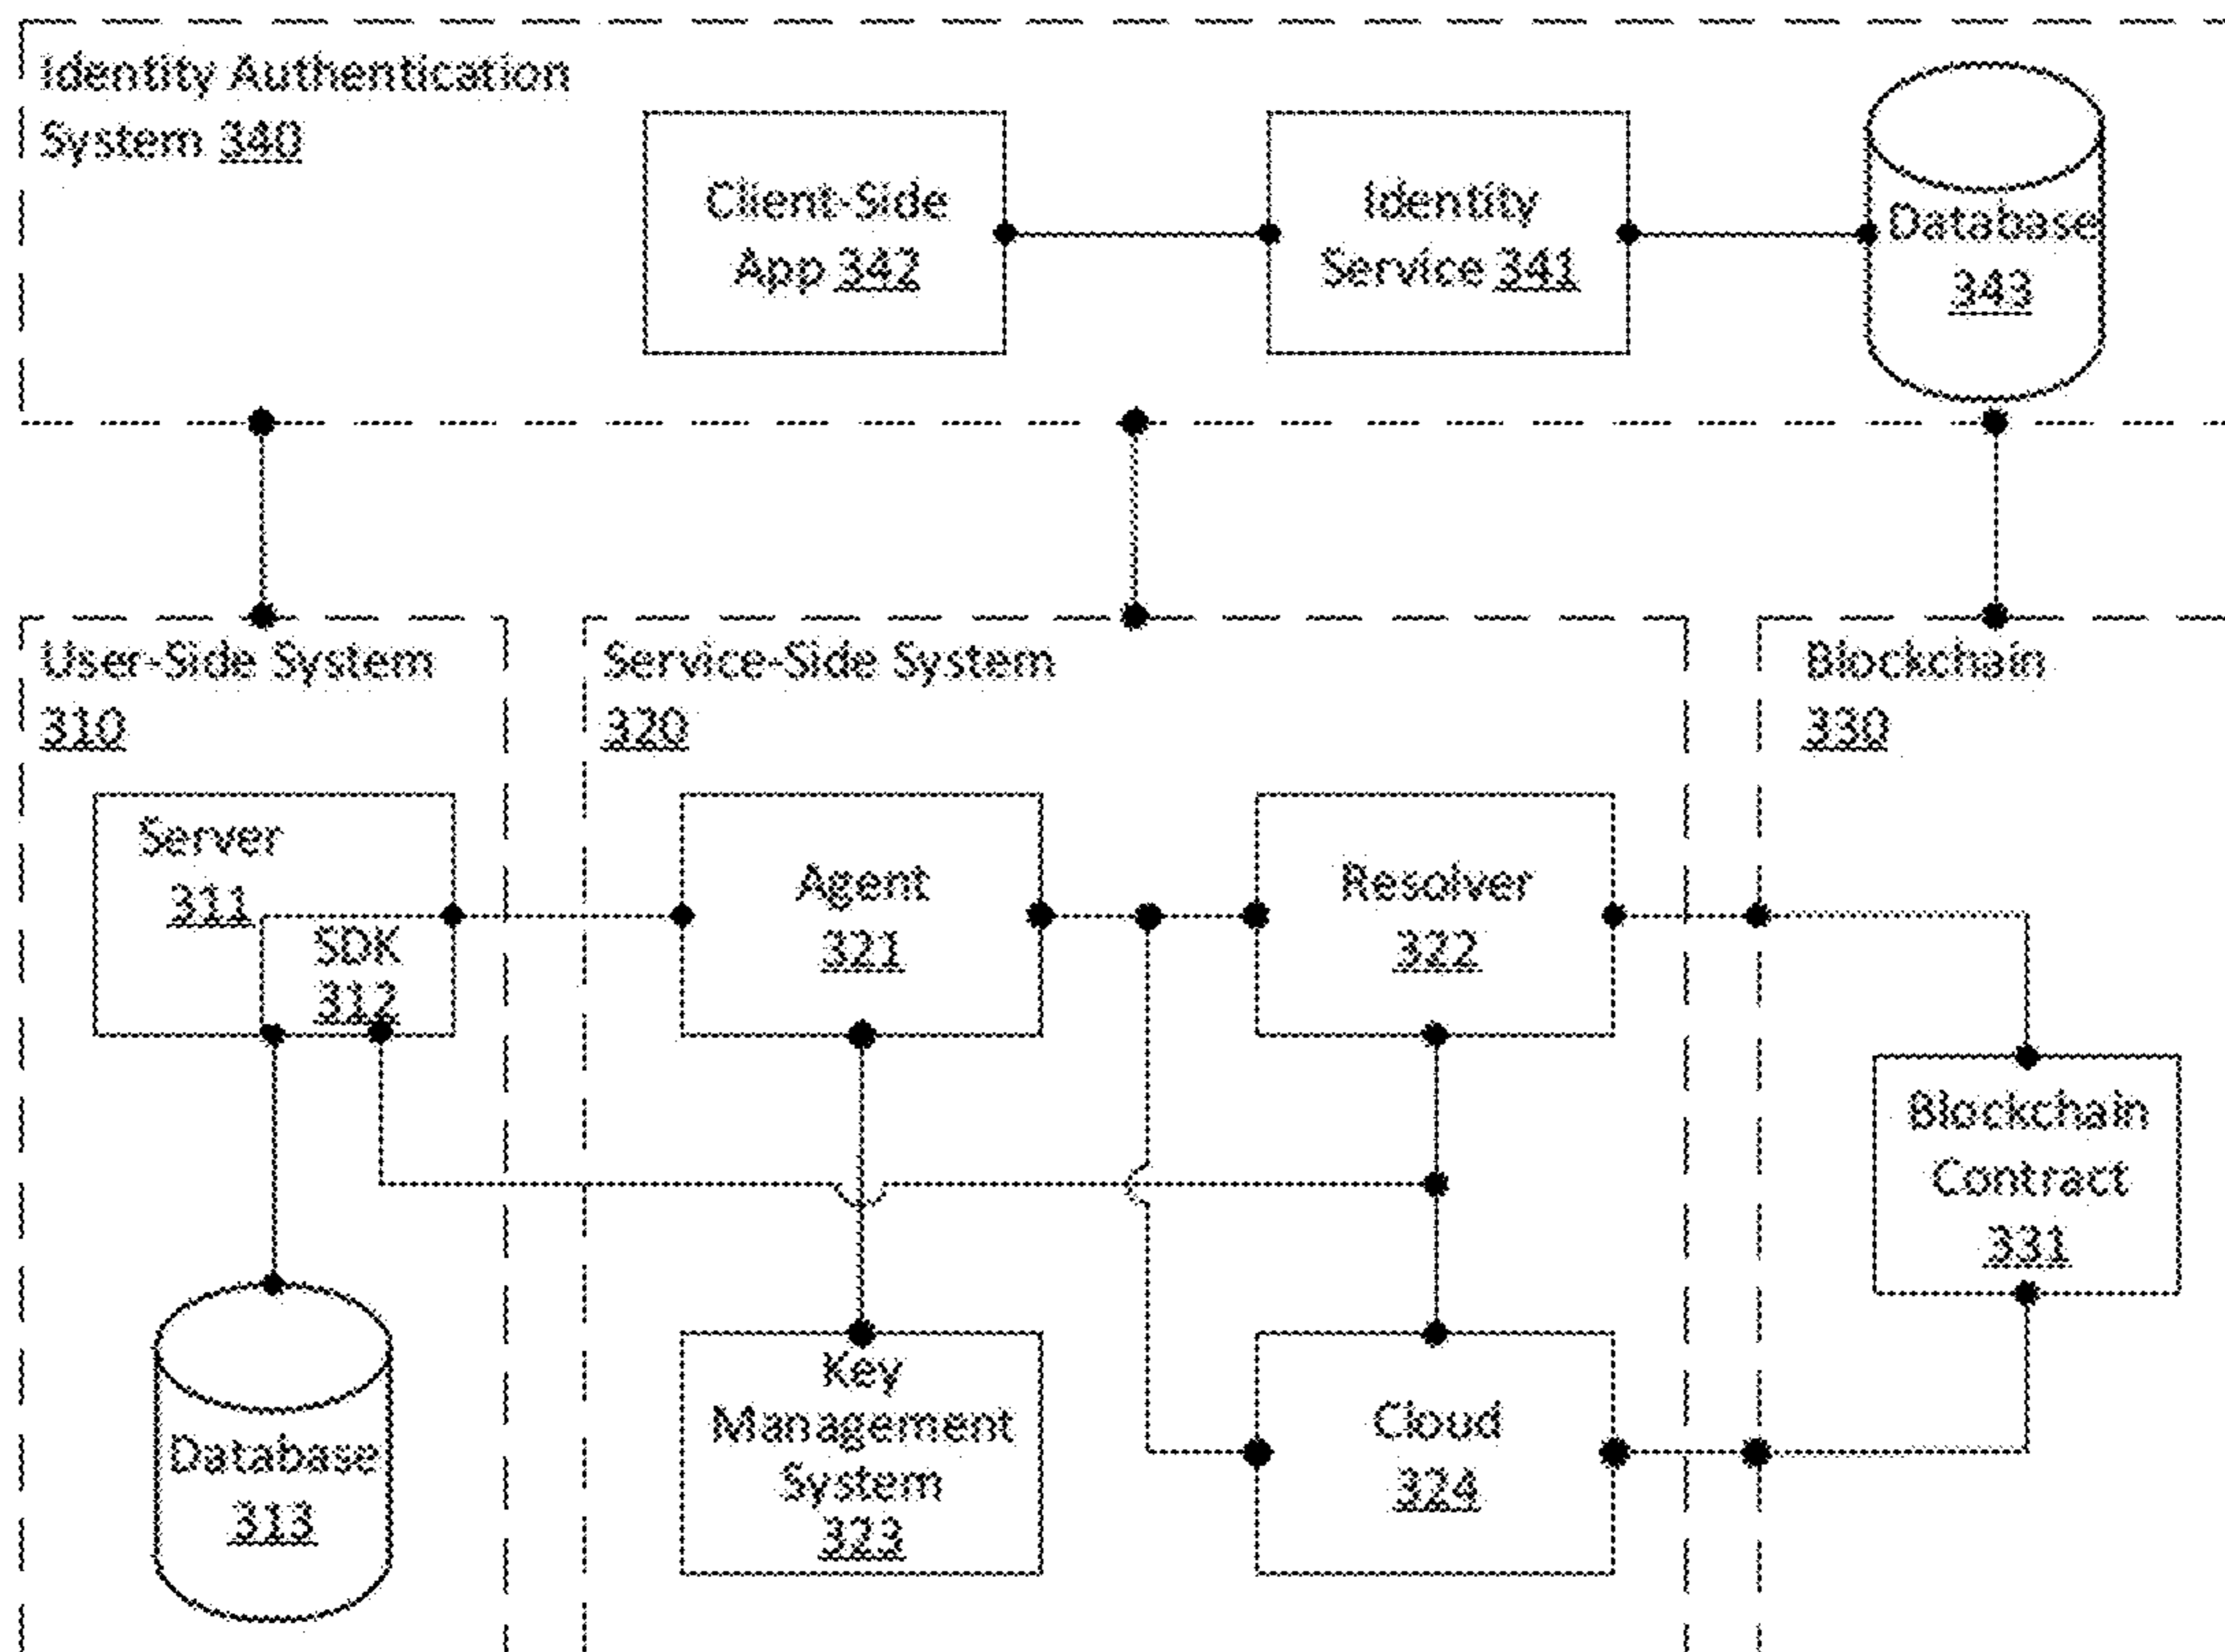 Identity Authentication
System 340
Client-Side
App 342
Identity
Service 341
Database
343
User-Side System
310
Service-Side System
320
Blockchain
330
Server
311
SDK
312
Agent
321
Resolver
322
Blockchain
Contract
331
Database
313
Key
Management
System
323
Cloud
324